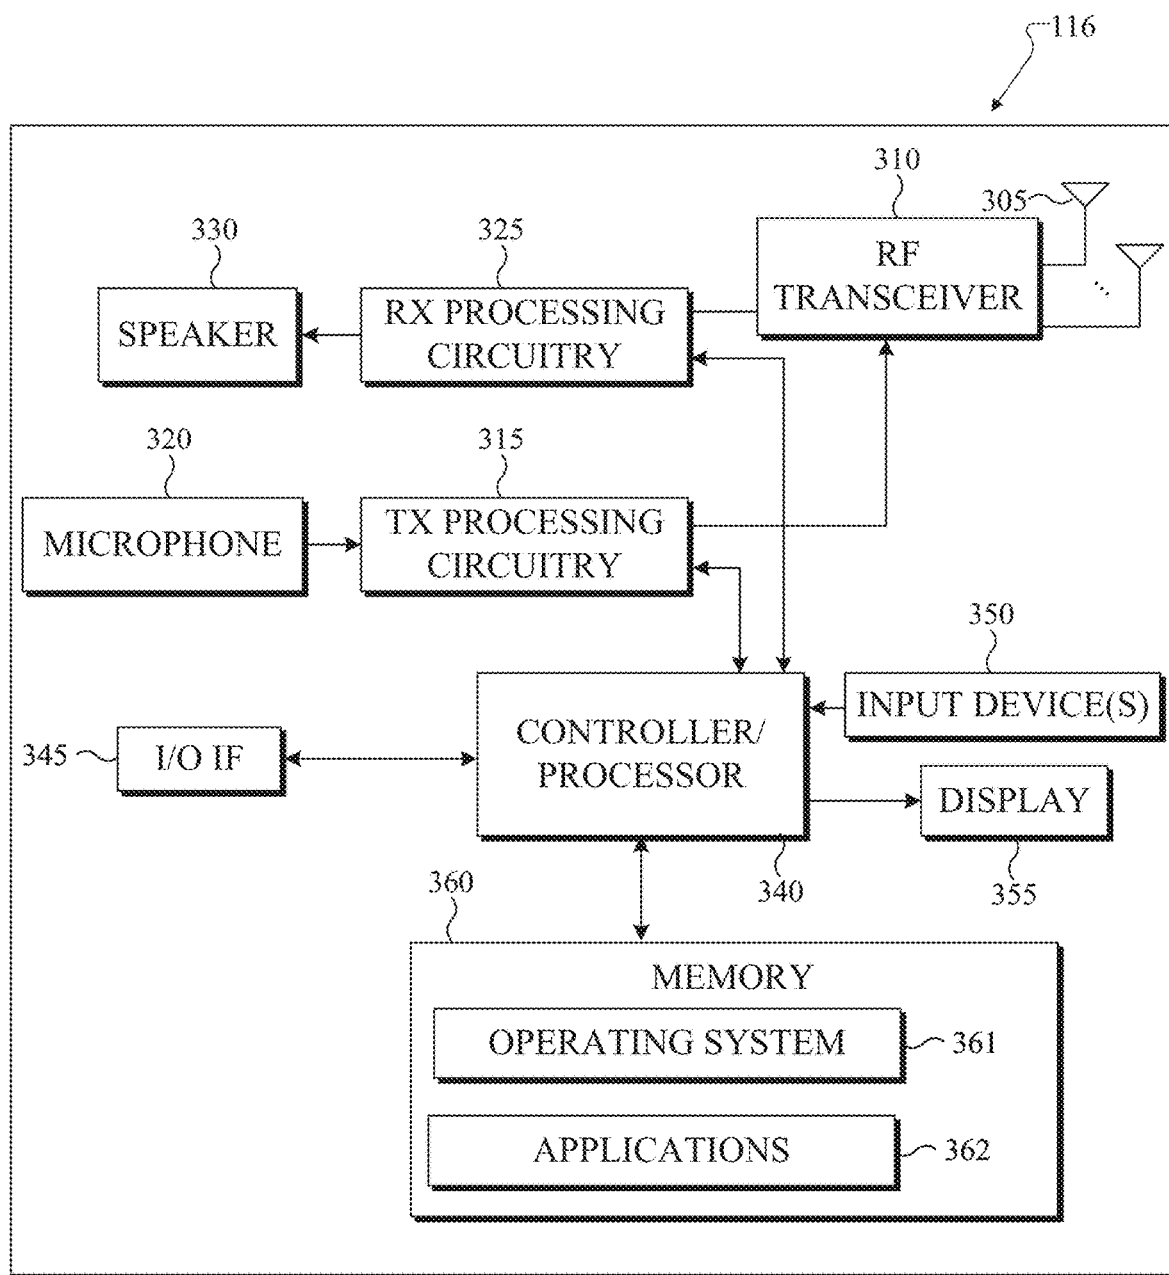 116
310
305
330
325
RF
TRANSCEIVER
SPEAKER
RX PROCESSING
CIRCUITRY
320
315
MICROPHONE
TX PROCESSING
CIRCUITRY
350
INPUT DEVICE(S)
345
I/O IF
CONTROLLER/
PROCESSOR
DISPLAY
360
340
355
MEMORY
OPERATING SYSTEM
361
APPLICATIONS
362